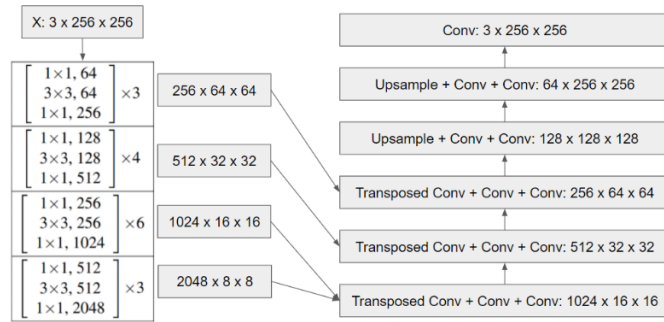 X: 3 x 256 x 256
1×1, 64
3×3, 64
1×1, 256
×3
1×1, 128
3×3, 128
1×1, 512
×4
1×1, 256
3×3, 256
1×1, 1024
×6
1×1, 512
3×3, 512
1×1, 2048
×3
256 x 64 x 64
512 x 32 x 32
1024 x 16 x 16
2048 x 8 x 8
Conv: 3 x 256 x 256
Upsample + Conv + Conv: 64 x 256 x 256
Upsample + Conv + Conv: 128 x 128 x 128
Transposed Conv + Conv + Conv: 256 x 64 x 64
Transposed Conv + Conv + Conv: 512 x 32 x 32
Transposed Conv + Conv + Conv: 1024 x 16 x 16